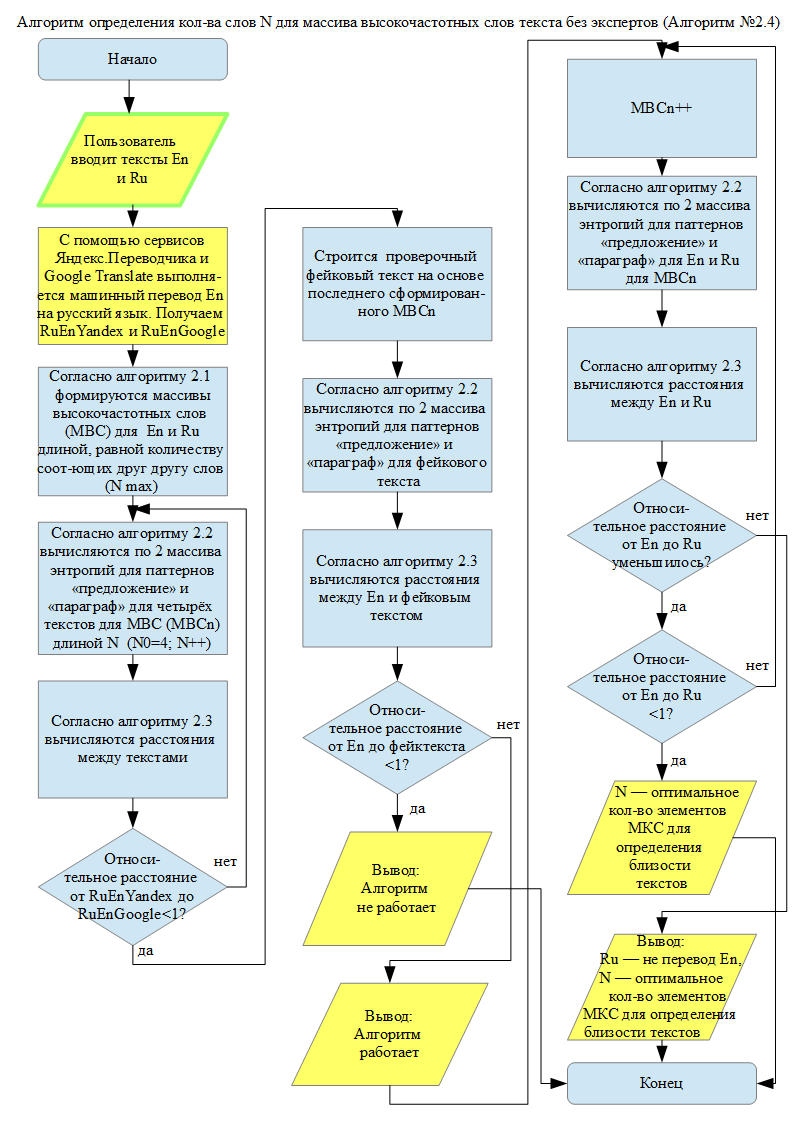 Алгоритм определения кол-ва слов N для массива высокочастотных слов текста без экспертов (Алгоритм №2.4)
Начало
Пользователь
вводит тексты En
и Ru
С помощью сервисов
Яндекс.Переводчика и
Google Translate выполня-
ется машинный перевод En
на русский язык. Получаем
RuEnYandex и RuEnGoogle
Согласно алгоритму 2.1
формируются массивы
высокочастотных слов
(МВС) для En и Ru
длиной, равной количеству
соот-ющих друг другу слов
(N max)
Согласно алгоритму 2.2
вычисляются по 2 массива
энтропий для паттернов
«предложение» и
«параграф» для четырёх
текстов для МВС (МВСn)
длиной N (N0=4; N++)
Согласно алгоритму 2.3
вычисляются расстояния
между текстами
Относи-
тельное расстояние
от RuEnYandex до
RuEnGoogle<1?
нет
да
Строится проверочный
фейковый текст на основе
последнего сформирован-
ного МВСn
Согласно алгоритму 2.2
вычисляются по 2 массива
энтропий для паттернов
«предложение» и
«параграф» для фейкового
текста
Согласно алгоритму 2.3
вычисляются расстояния
между En и фейковым
текстом
Относи-
тельное расстояние
от En до фейктекста
<1?
нет
да
Вывод:
Алгоритм
не работает
Вывод:
Алгоритм
работает
МВСn++
Согласно алгоритму 2.2
вычисляются по 2 массива
энтропий для паттернов
«предложение» и
«параграф» для En и Ru
для МВСn
Согласно алгоритму 2.3
вычисляются расстояния
между En и Ru
Относи-
тельное расстояние
от En до Ru
уменьшилось?
нет
да
Относи-
тельное расстояние
от En до Ru
<1?
нет
да
N — оптимальное
кол-во элементов
МКС для
определения
близости
текстов
Вывод:
Ru — не перевод En,
N — оптимальное
кол-во элементов
МКС для определения
близости текстов
Конец